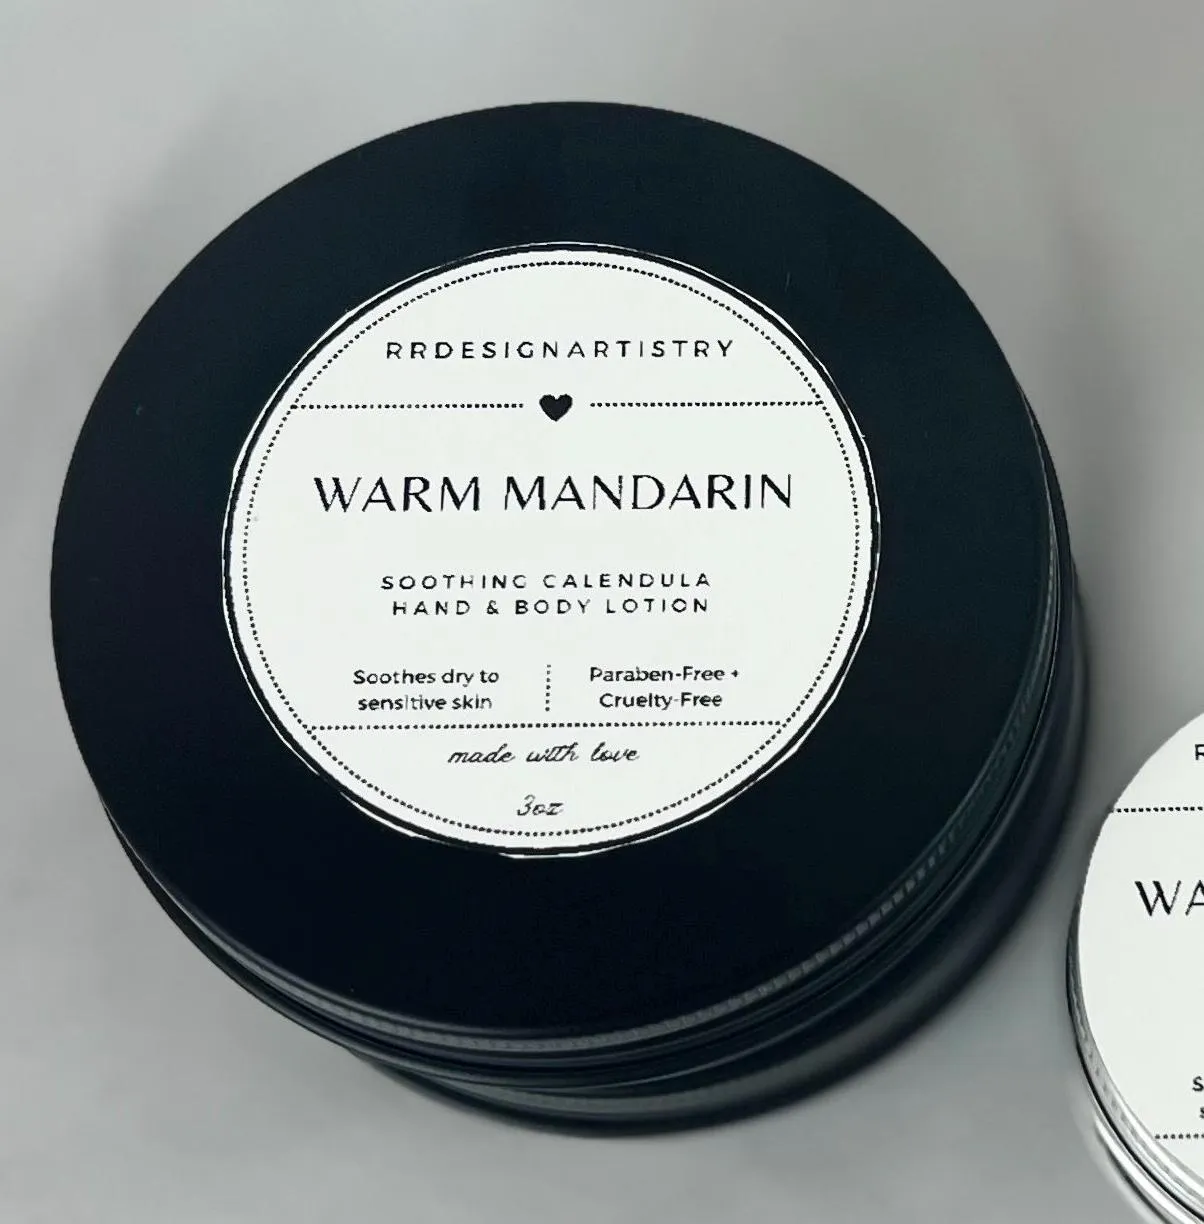 RRDESIGNARTISTRY
WARM MANDARIN
SOOTHING CALENDULA
HAND & BODY LOTION
Soothes dry to
sensitive skin
Paraben-Free +
Cruelty-Free
made with love
3oz
R
WA
S
S